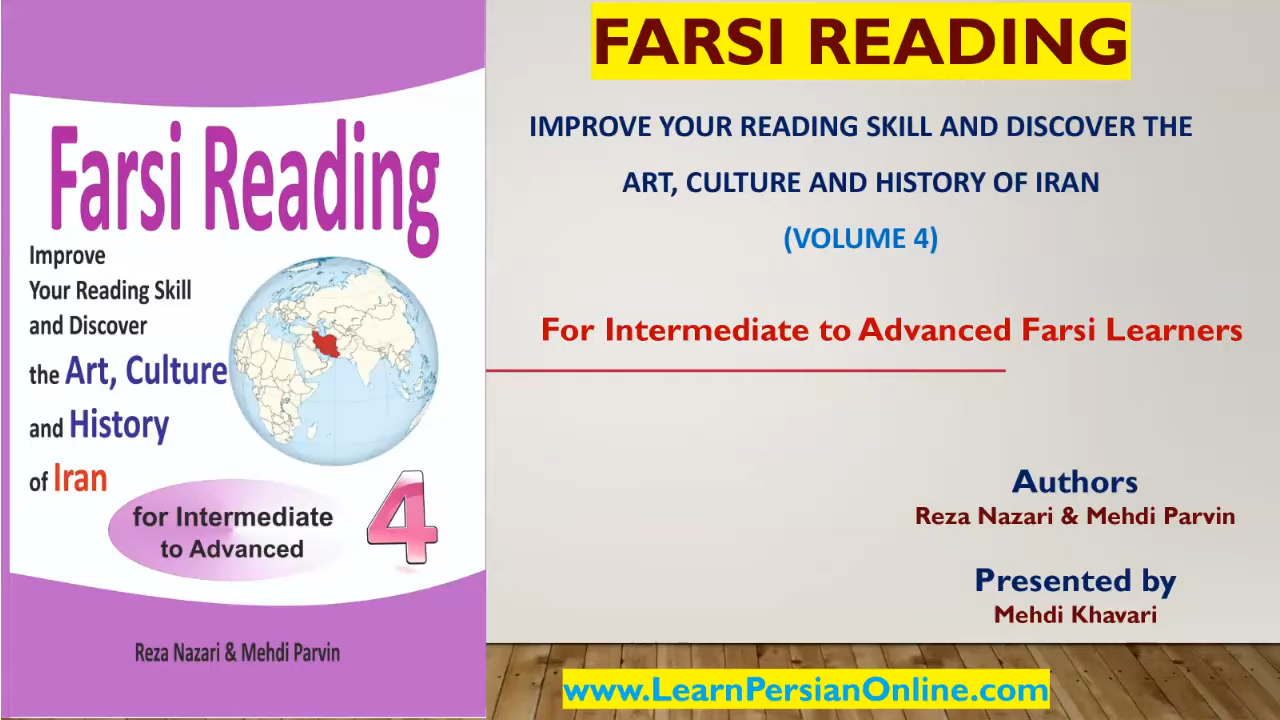 Farsi Reading
Improve
Your Reading Skill
and Discover
the Art, Culture
and History
of Iran
for Intermediate
to Advanced
4
Reza Nazari & Mehdi Parvin
FARSI READING
IMPROVE YOUR READING SKILL AND DISCOVER THE
ART, CULTURE AND HISTORY OF IRAN
(VOLUME 4)
For Intermediate to Advanced Farsi Learners
Authors
Reza Nazari & Mehdi Parvin
Presented by
Mehdi Khavari
www.LearnPersianOnline.com